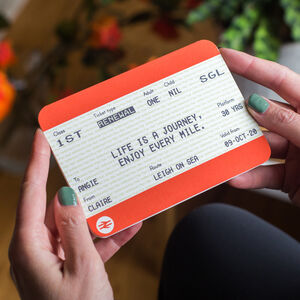 Class Ticket type Adult Child
1ST RENEWAL ONE NIL SGL
LIFE IS A JOURNEY,
ENJOY EVERY MILE.
Platform
30 YRS
To
ANGIE
Route
LEIGH ON SEA
Valid from
09·OCT·20
From
CLAIRE